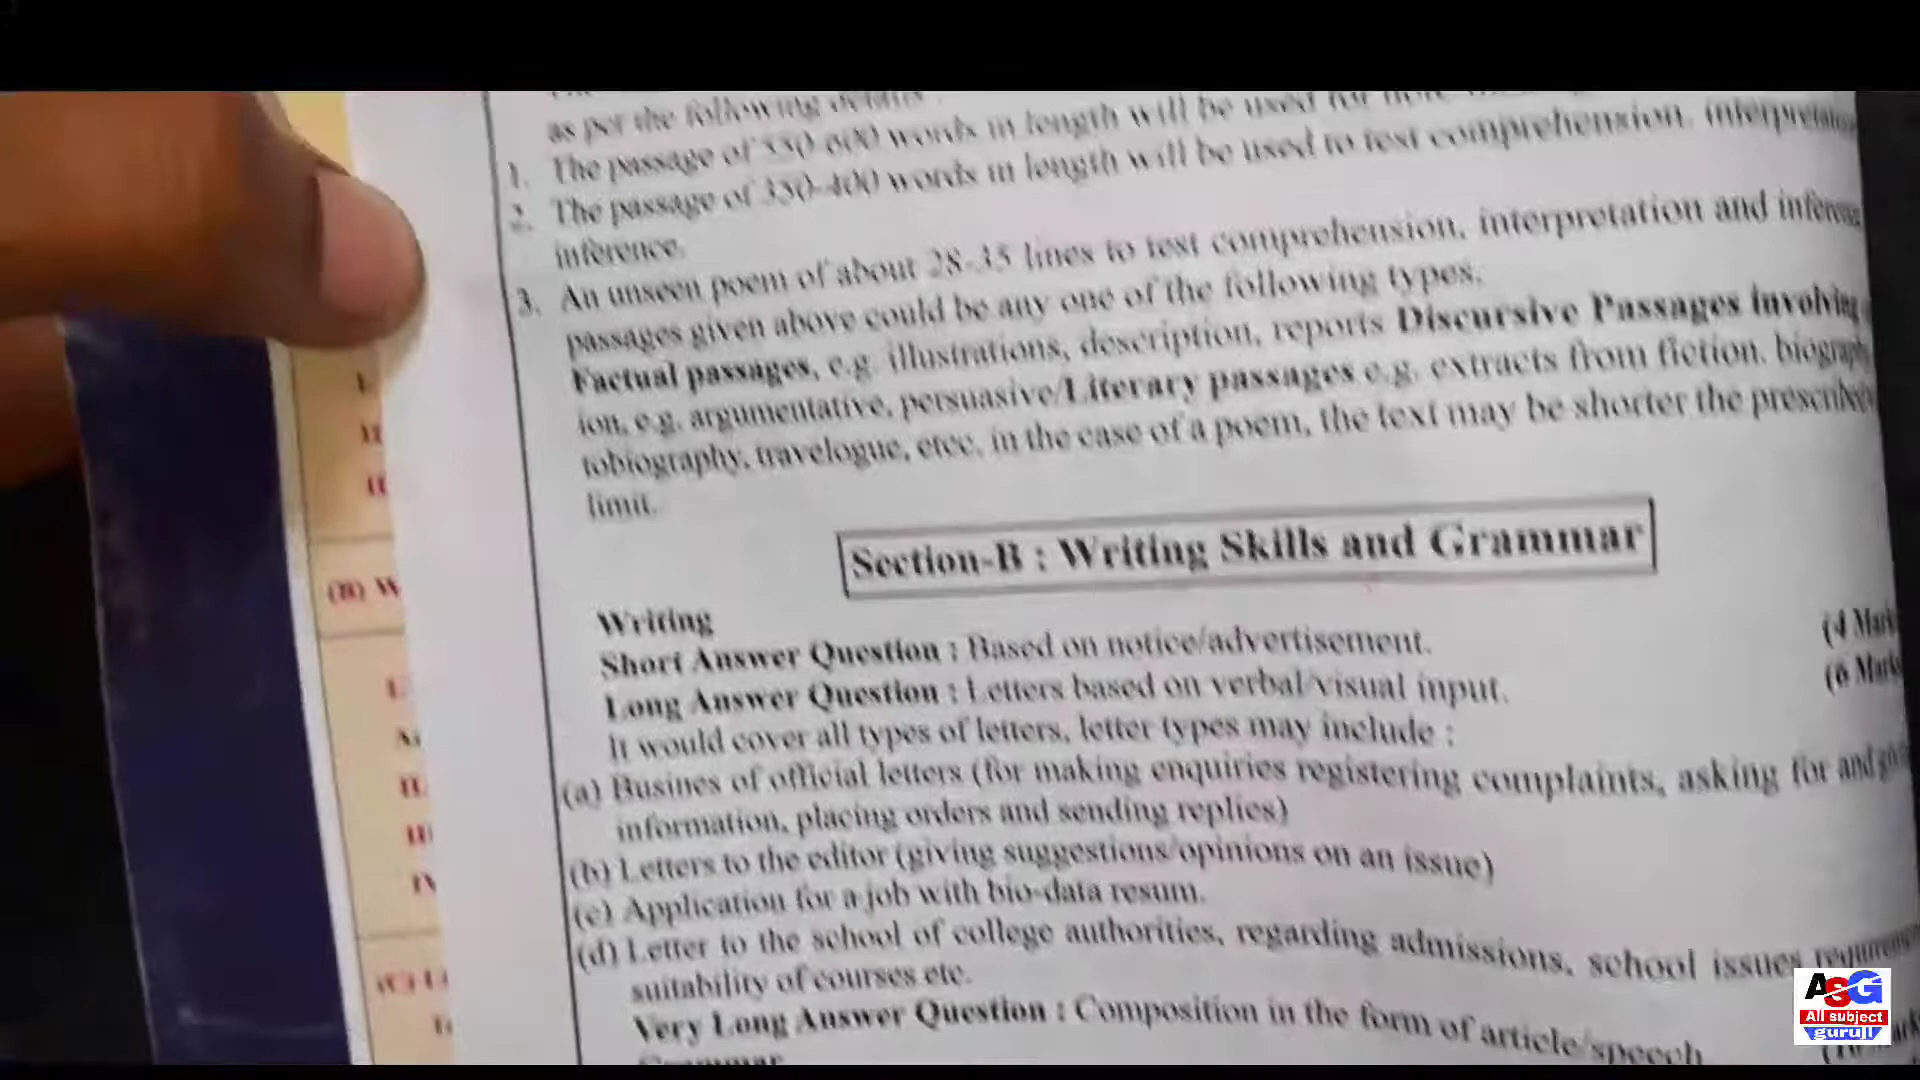 as per the following details :
1. The passage of 550-600 words in length will be used for
2. The passage of 350-400 words in length will be used to test comprehension, interpretation
inference.
3. An unseen poem of about 28-35 lines to test comprehension, interpretation and inference
passages given above could be any one of the following types.
Factual passages, e.g. illustrations, description, reports Discursive Passages involving
ion, e.g. argumentative, persuasive/Literary passages e.g. extracts from fiction, biography
tobiography, travelogue, etcc, in the case of a poem, the text may be shorter the prescribed
limit.
Section-B : Writing Skills and Grammar
Writing
Short Answer Question : Based on notice/advertisement. (4 Mark
Long Answer Question : Letters based on verbal/visual input. (6 Mark
It would cover all types of letters, letter types may include :
(a) Busines of official letters (for making enquiries registering complaints, asking for and
information, placing orders and sending replies)
(b) Letters to the editor (giving suggestions/opinions on an issue)
(c) Application for a job with bio-data resum.
(d) Letter to the school of college authorities, regarding admissions, school issues
suitability of courses etc.
Very Long Answer Question : Composition in the form of article/speech
Grammar
(B) W
I.
II
II.
IV
ASG
All subject
guruji